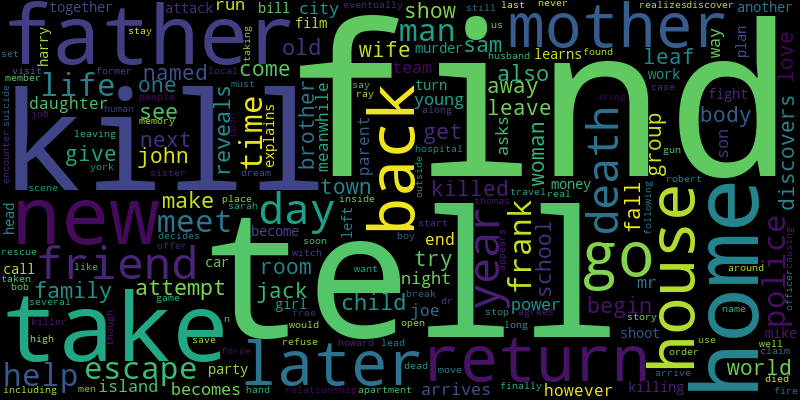 father
find
mother
kill
tell
take
new
home
house
back
return
later
go
friend
day
death
year
police
life
man
help
escape
meet
time
frank
family
attempt
jack
child
john
make
give
see
old
wife
sam
show
leaf
also
away
leave
young
get
woman
school
try
night
killed
end
fall
group
body
love
discovers
world
begin
mr
power
joe
room
car
town
brother
reveals
parent
meanwhile
explains
daughter
named
one
next
come
run
city
film
bill
together
attack
harry
murder
team
turn
learns
asks
work
way
plan
another
fight
son
gun
shoot
mike
killing
however
arrives
becomes
become
island
party
girl
call
head
money
left
hospital
outside
inside
suicide
encounter
scene
rescue
witch
sarah
sister
dream
memory
human
people
local
former
visit
member
set
stay
taking
job
york
leaving
place
decides
offer
soon
like
taken
bob
several
killer
game
high
though
save
force
including
men
hand
relationship
apartment
refuse
would
free
want
break
dr
open
howard
lead
dead
move
boy
start
along
say
ray
husband
us
last
never
still
eventually
found
realizes
discover
case
using
robert
travel
real
thomas
appears
following
stop
agrees
long
story
finally
order
arrive
use
around
name
officer
causing
well
claim
died
fire
must
n